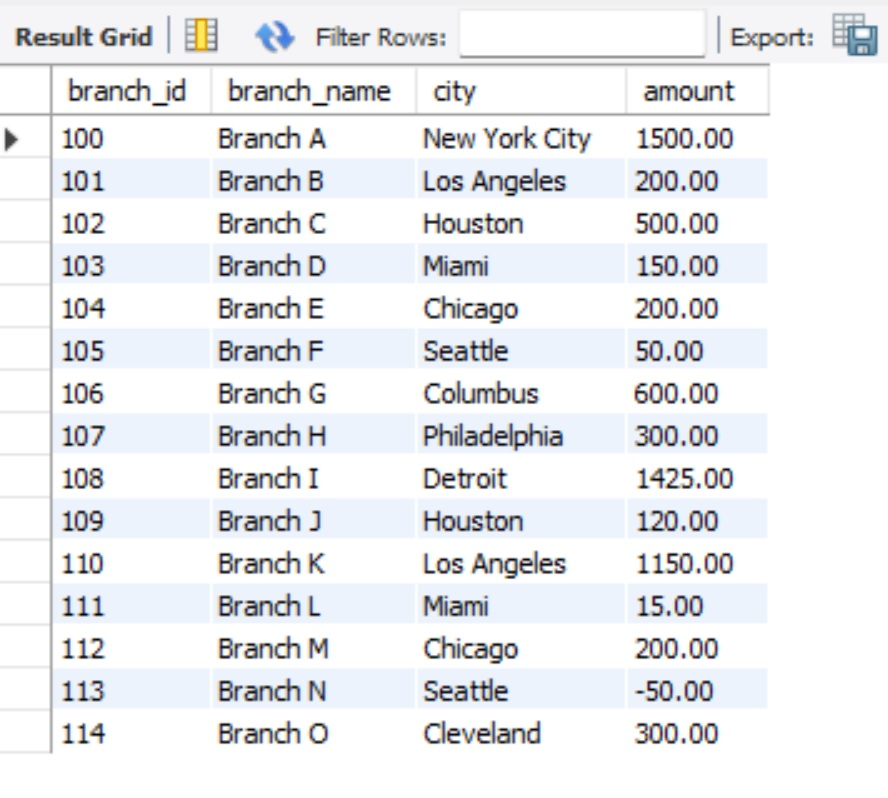 Result Grid Filter Rows: Export:
branch_id branch_name city amount
100 Branch A New York City 1500.00
101 Branch B Los Angeles 200.00
102 Branch C Houston 500.00
103 Branch D Miami 150.00
104 Branch E Chicago 200.00
105 Branch F Seattle 50.00
106 Branch G Columbus 600.00
107 Branch H Philadelphia 300.00
108 Branch I Detroit 1425.00
109 Branch J Houston 120.00
110 Branch K Los Angeles 1150.00
111 Branch L Miami 15.00
112 Branch M Chicago 200.00
113 Branch N Seattle -50.00
114 Branch O Cleveland 300.00